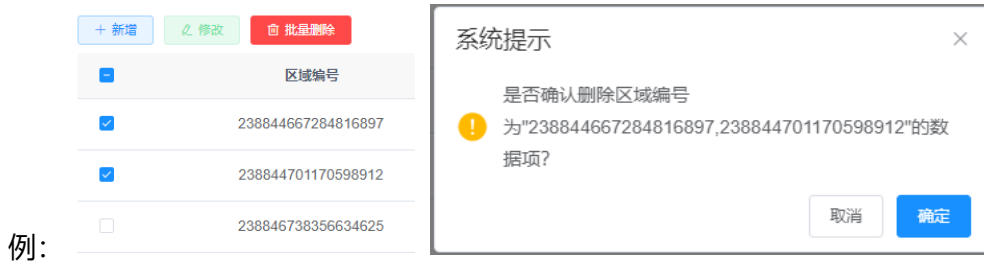 + 新增 修改 批量删除
区域编号
238844667284816897
238844701170598912
238846738356634625
例：
系统提示
是否确认删除区域编号
为"238844667284816897,238844701170598912"的数
据项?
取消 确定